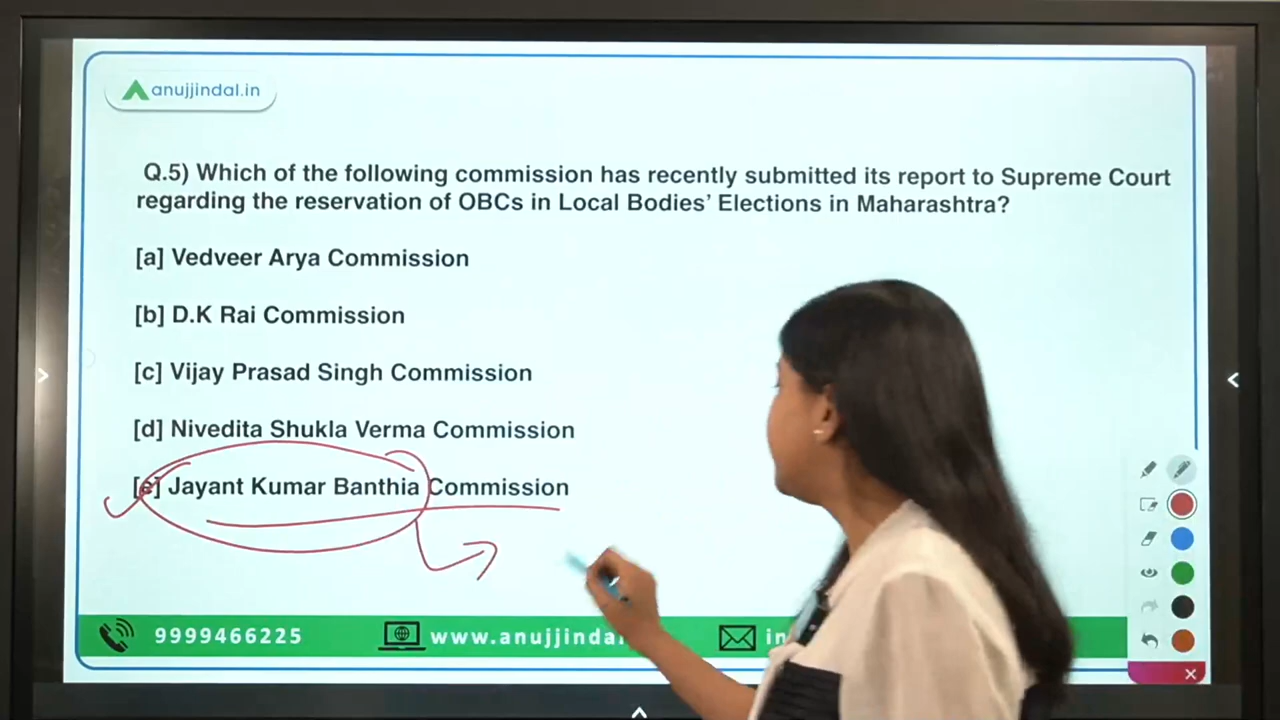 anujjindal.in
Q.5) Which of the following commission has recently submitted its report to Supreme Court
regarding the reservation of OBCs in Local Bodies' Elections in Maharashtra?
[a] Vedveer Arya Commission
[b] D.K Rai Commission
[c] Vijay Prasad Singh Commission
[d] Nivedita Shukla Verma Commission
[e] Jayant Kumar Banthia Commission
9999466225
www.anujjinda
in